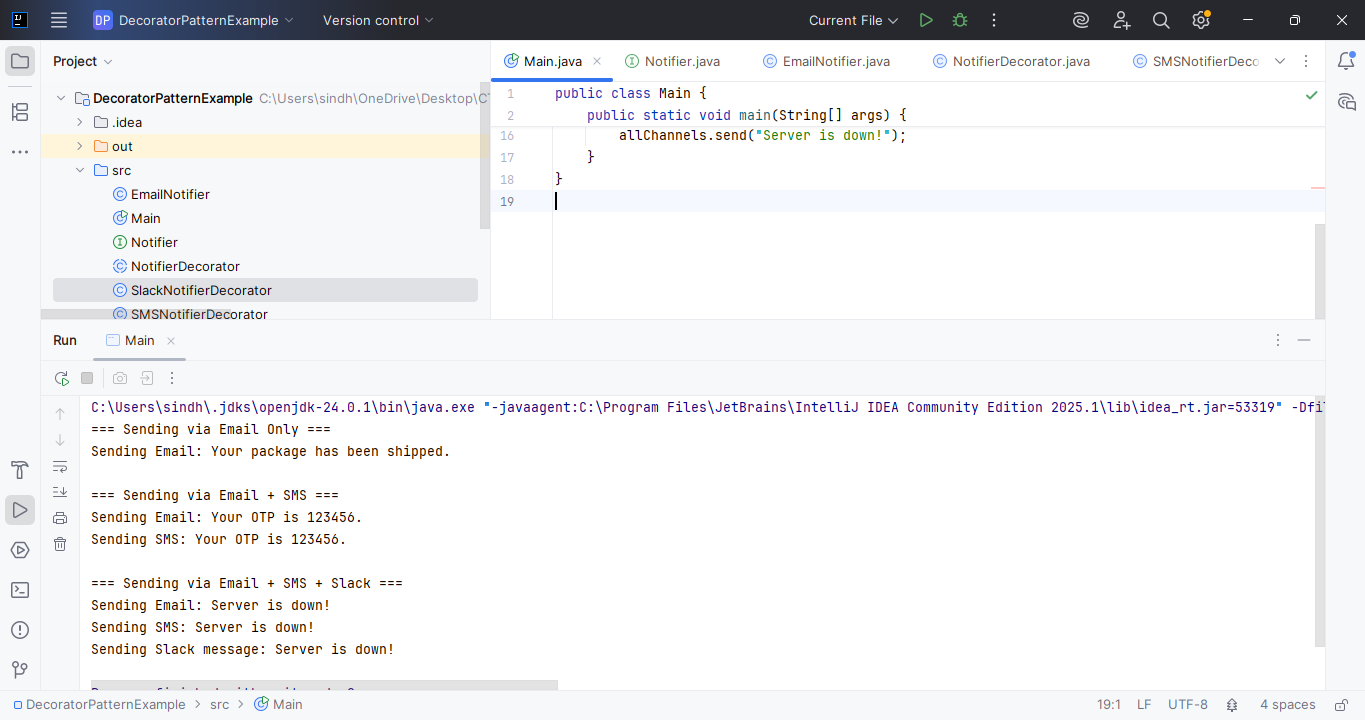 DP DecoratorPatternExample Version control Current File
Project
Main.java Notifier.java EmailNotifier.java NotifierDecorator.java SMSNotifierDeco
DecoratorPatternExample C:\Users\sindh\OneDrive\Desktop\CT
.idea
out
src
EmailNotifier
Main
Notifier
NotifierDecorator
SlackNotifierDecorator
SMSNotifierDecorator
1 public class Main {
2 public static void main(String[] args) {
16 allChannels.send("Server is down!");
17 }
18 }
19
Run Main
C:\Users\sindh\.jdks\openjdk-24.0.1\bin\java.exe "-javaagent:C:\Program Files\JetBrains\IntelliJ IDEA Community Edition 2025.1\lib\idea_rt.jar=53319" -Dfil
=== Sending via Email Only ===
Sending Email: Your package has been shipped.
=== Sending via Email + SMS ===
Sending Email: Your OTP is 123456.
Sending SMS: Your OTP is 123456.
=== Sending via Email + SMS + Slack ===
Sending Email: Server is down!
Sending SMS: Server is down!
Sending Slack message: Server is down!
DecoratorPatternExample > src > Main 19:1 LF UTF-8 4 spaces